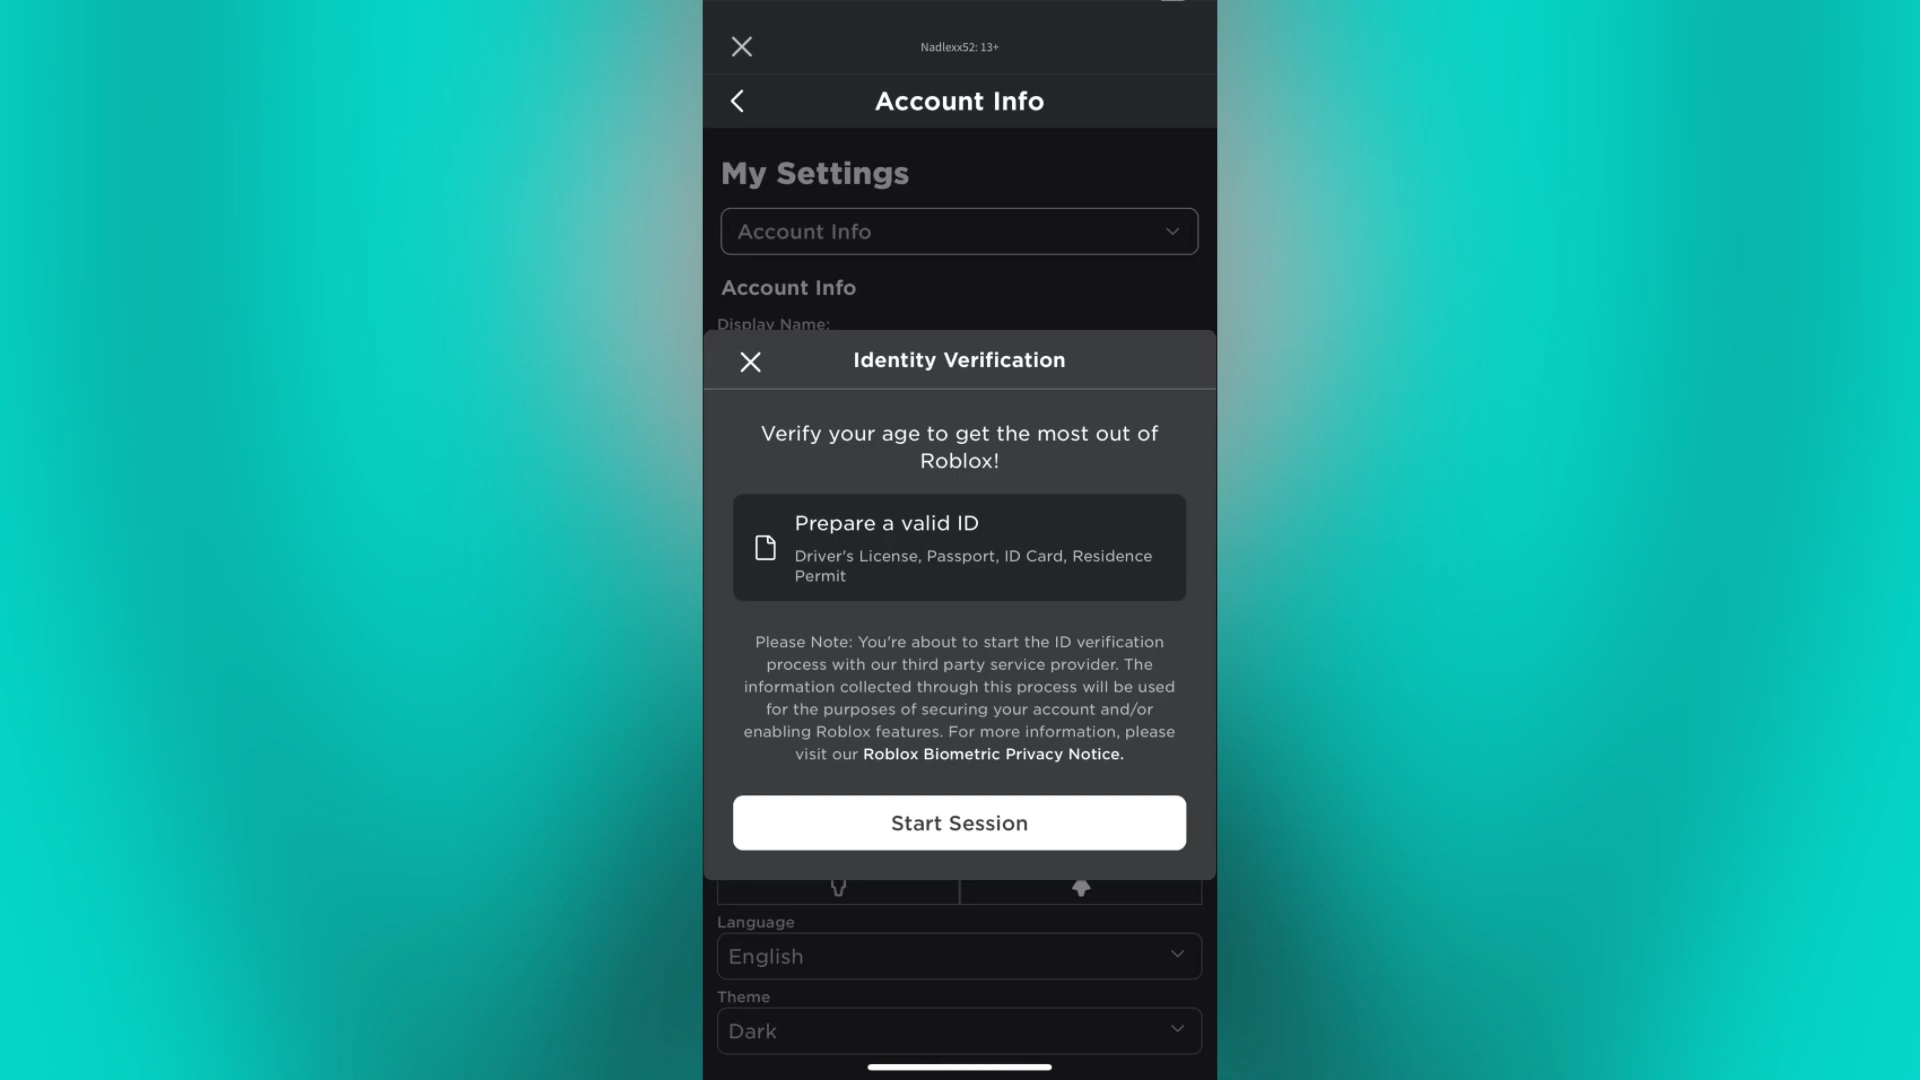 Nadlexx52: 13+
Account Info
My Settings
Account Info
Account Info
Display Name:
Identity Verification
Verify your age to get the most out of
Roblox!
Prepare a valid ID
Driver's License, Passport, ID Card, Residence
Permit
Please Note: You're about to start the ID verification
process with our third party service provider. The
information collected through this process will be used
for the purposes of securing your account and/or
enabling Roblox features. For more information, please
visit our Roblox Biometric Privacy Notice.
Start Session
Language
English
Theme
Dark